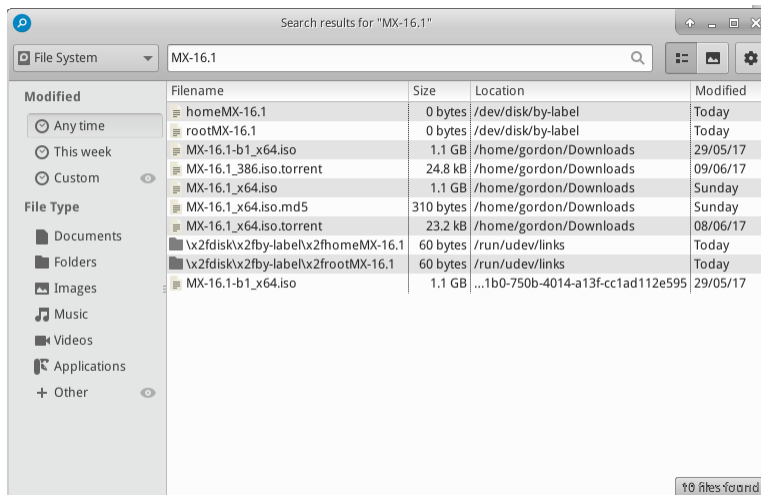 Search results for "MX-16.1"
File System
MX-16.1
Modified
Any time
This week
Custom
File Type
Documents
Folders
Images
Music
Videos
Applications
Other
Filename Size Location Modified
homeMX-16.1 0 bytes /dev/disk/by-label Today
rootMX-16.1 0 bytes /dev/disk/by-label Today
MX-16.1-b1_x64.iso 1.1 GB /home/gordon/Downloads 29/05/17
MX-16.1_386.iso.torrent 24.8 kB /home/gordon/Downloads 09/06/17
MX-16.1_x64.iso 1.1 GB /home/gordon/Downloads Sunday
MX-16.1_x64.iso.md5 310 bytes /home/gordon/Downloads Sunday
MX-16.1_x64.iso.torrent 23.2 kB /home/gordon/Downloads 08/06/17
\x2fdisk\x2fby-label\x2fhomeMX-16.1 60 bytes /run/udev/links Today
\x2fdisk\x2fby-label\x2frootMX-16.1 60 bytes /run/udev/links Today
MX-16.1-b1_x64.iso 1.1 GB ...1b0-750b-4014-a13f-cc1ad112e595 29/05/17
10 files found